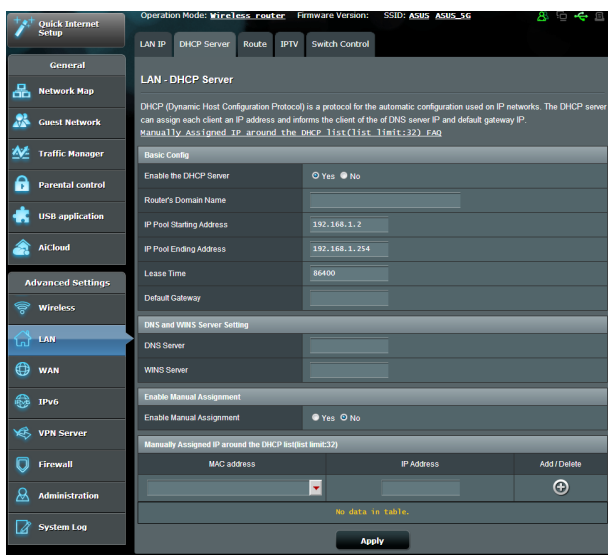 Operation Mode: Wireless router Firmware Version: SSID: ASUS ASUS_5G
Quick Internet
Setup
LAN IP DHCP Server Route IPTV Switch Control
General
Network Map
Guest Network
Traffic Manager
Parental control
USB application
AiCloud
Advanced Settings
Wireless
LAN
WAN
IPv6
VPN Server
Firewall
Administration
System Log
LAN - DHCP Server
DHCP (Dynamic Host Configuration Protocol) is a protocol for the automatic configuration used on IP networks. The DHCP server
can assign each client an IP address and informs the client of the of DNS server IP and default gateway IP.
Manually Assigned IP around the DHCP list(list limit:32) FAQ
Basic Config
Enable the DHCP Server Yes No
Router's Domain Name
IP Pool Starting Address 192.168.1.2
IP Pool Ending Address 192.168.1.254
Lease Time 86400
Default Gateway
DNS and WINS Server Setting
DNS Server
WINS Server
Enable Manual Assignment
Enable Manual Assignment Yes No
Manually Assigned IP around the DHCP list(list limit:32)
MAC address IP Address Add / Delete
No data in table.
Apply